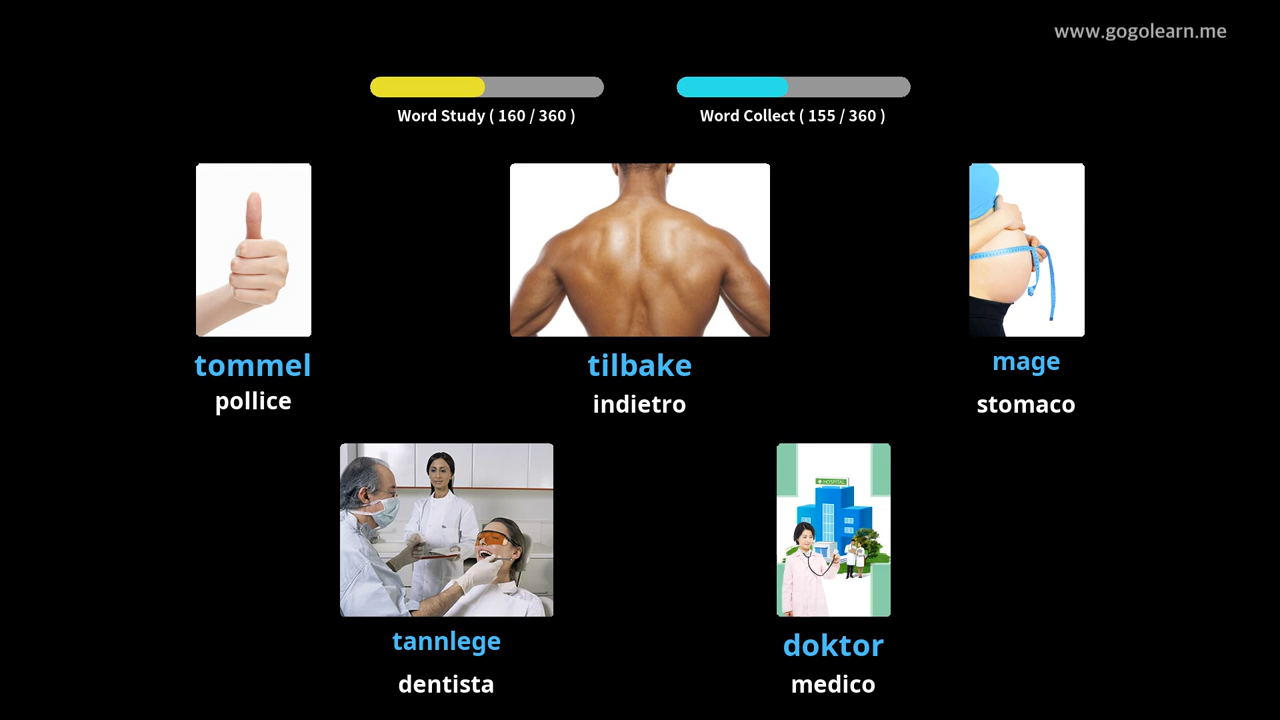 www.gogolearn.me
Word Study ( 160 / 360 )
Word Collect ( 155 / 360 )
tommel
pollice
tilbake
indietro
mage
stomaco
HOSPITAL
tannlege
dentista
doktor
medico